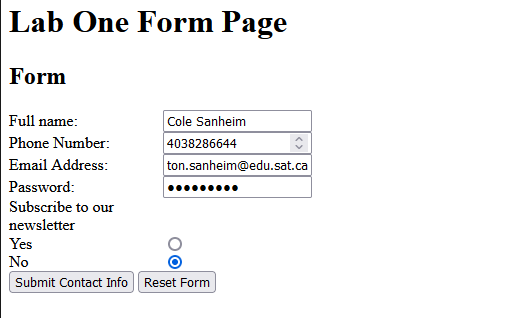 Lab One Form Page
Form
Full name: Cole Sanheim
Phone Number: 4038286644
Email Address: ton.sanheim@edu.sat.ca
Password: ●●●●●●●●●
Subscribe to our
newsletter
Yes
No
Submit Contact Info Reset Form